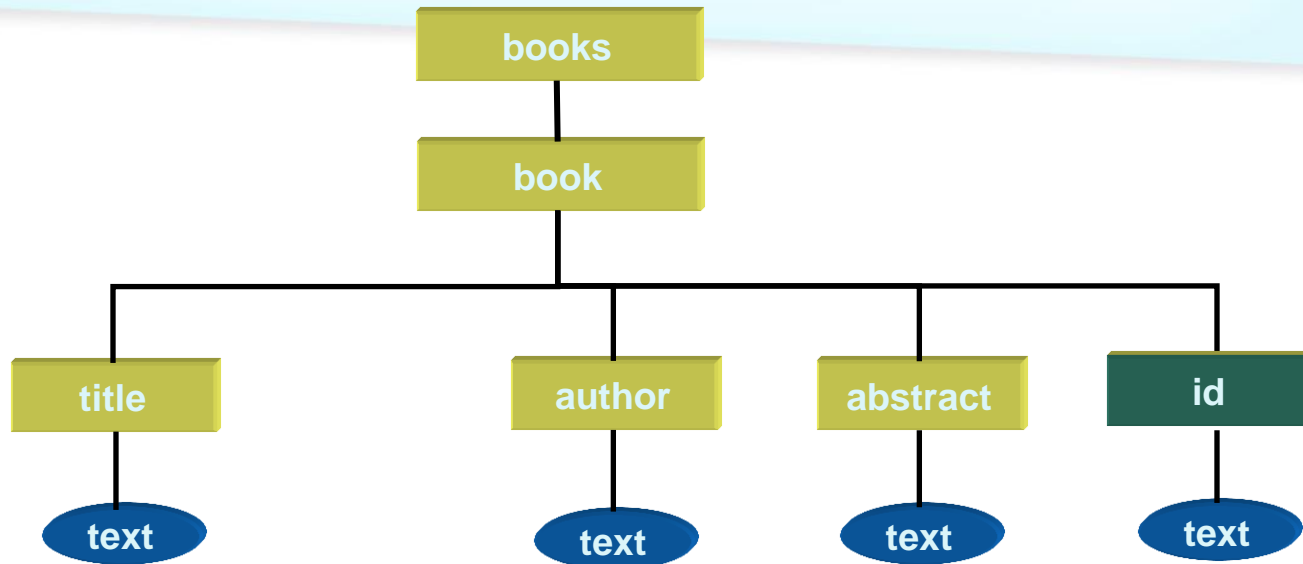 books
book
title
author
abstract
id
text
text
text
text